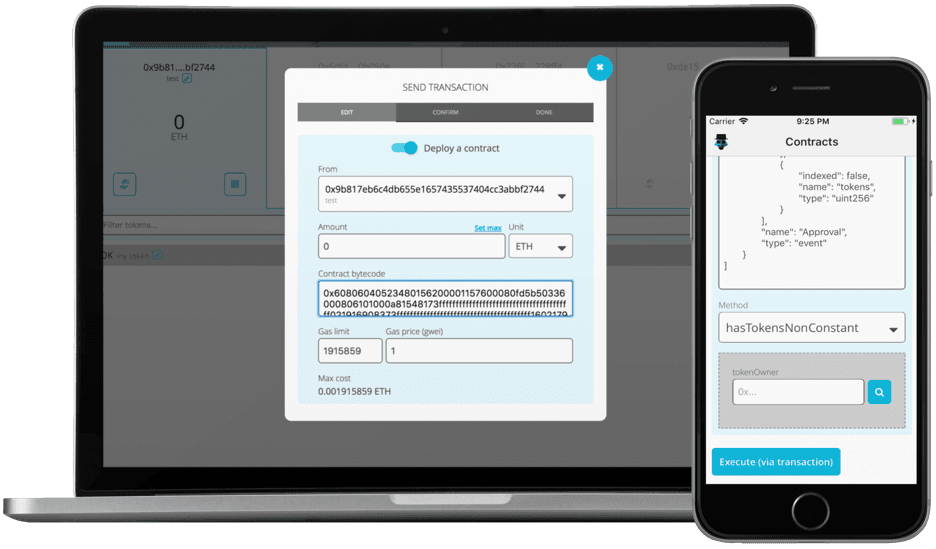 0x9b81....bf2744
test
0
ETH
Filter tokens...
SEND TRANSACTION
EDIT
CONFIRM
DONE
Deploy a contract
From
0x9b817eb6c4db655e1657435537404cc3abbf2744
test
Amount
Set max
Unit
0
ETH
Contract bytecode
0x608060405234801562000001157600080fd5b50336
Gas limit
Gas price (gwei)
1915859
1
Max cost
0.001915859 ETH
Carrier
9:25 PM
Contracts
{
"indexed": false,
"name": "tokens",
"type": "uint256"
}
],
"name": "Approval",
"type": "event"
}
]
Method
hasTokensNonConstant
tokenOwner
0x...
Execute (via transaction)